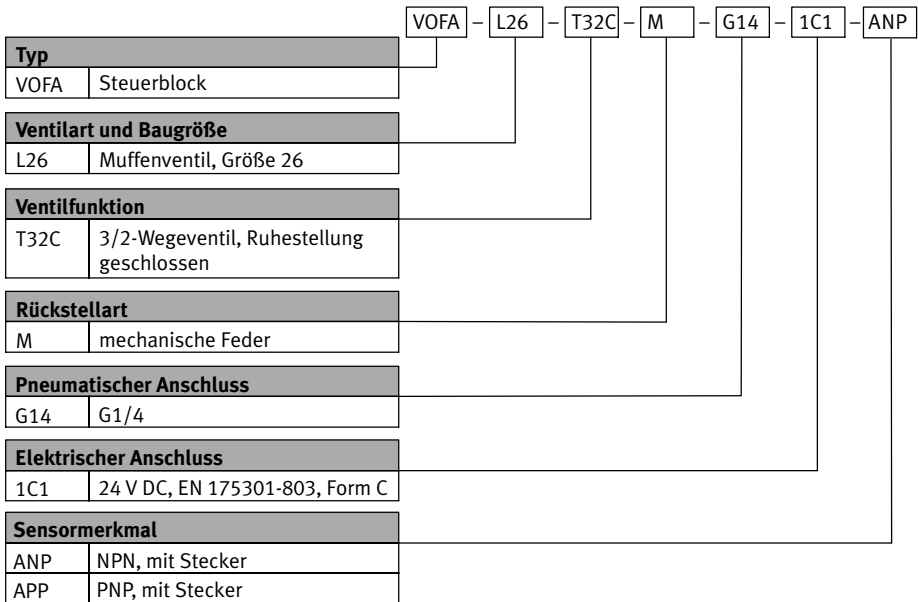 VOFA – L26 – T32C – M – G14 – 1C1 – ANP
Typ
VOFA Steuerblock
Ventilart und Baugröße
L26 Muffenventil, Größe 26
Ventilfunktion
T32C 3/2-Wegeventil, Ruhestellung
geschlossen
Rückstellart
M mechanische Feder
Pneumatischer Anschluss
G14 G1/4
Elektrischer Anschluss
1C1 24 V DC, EN 175301-803, Form C
Sensormerkmal
ANP NPN, mit Stecker
APP PNP, mit Stecker